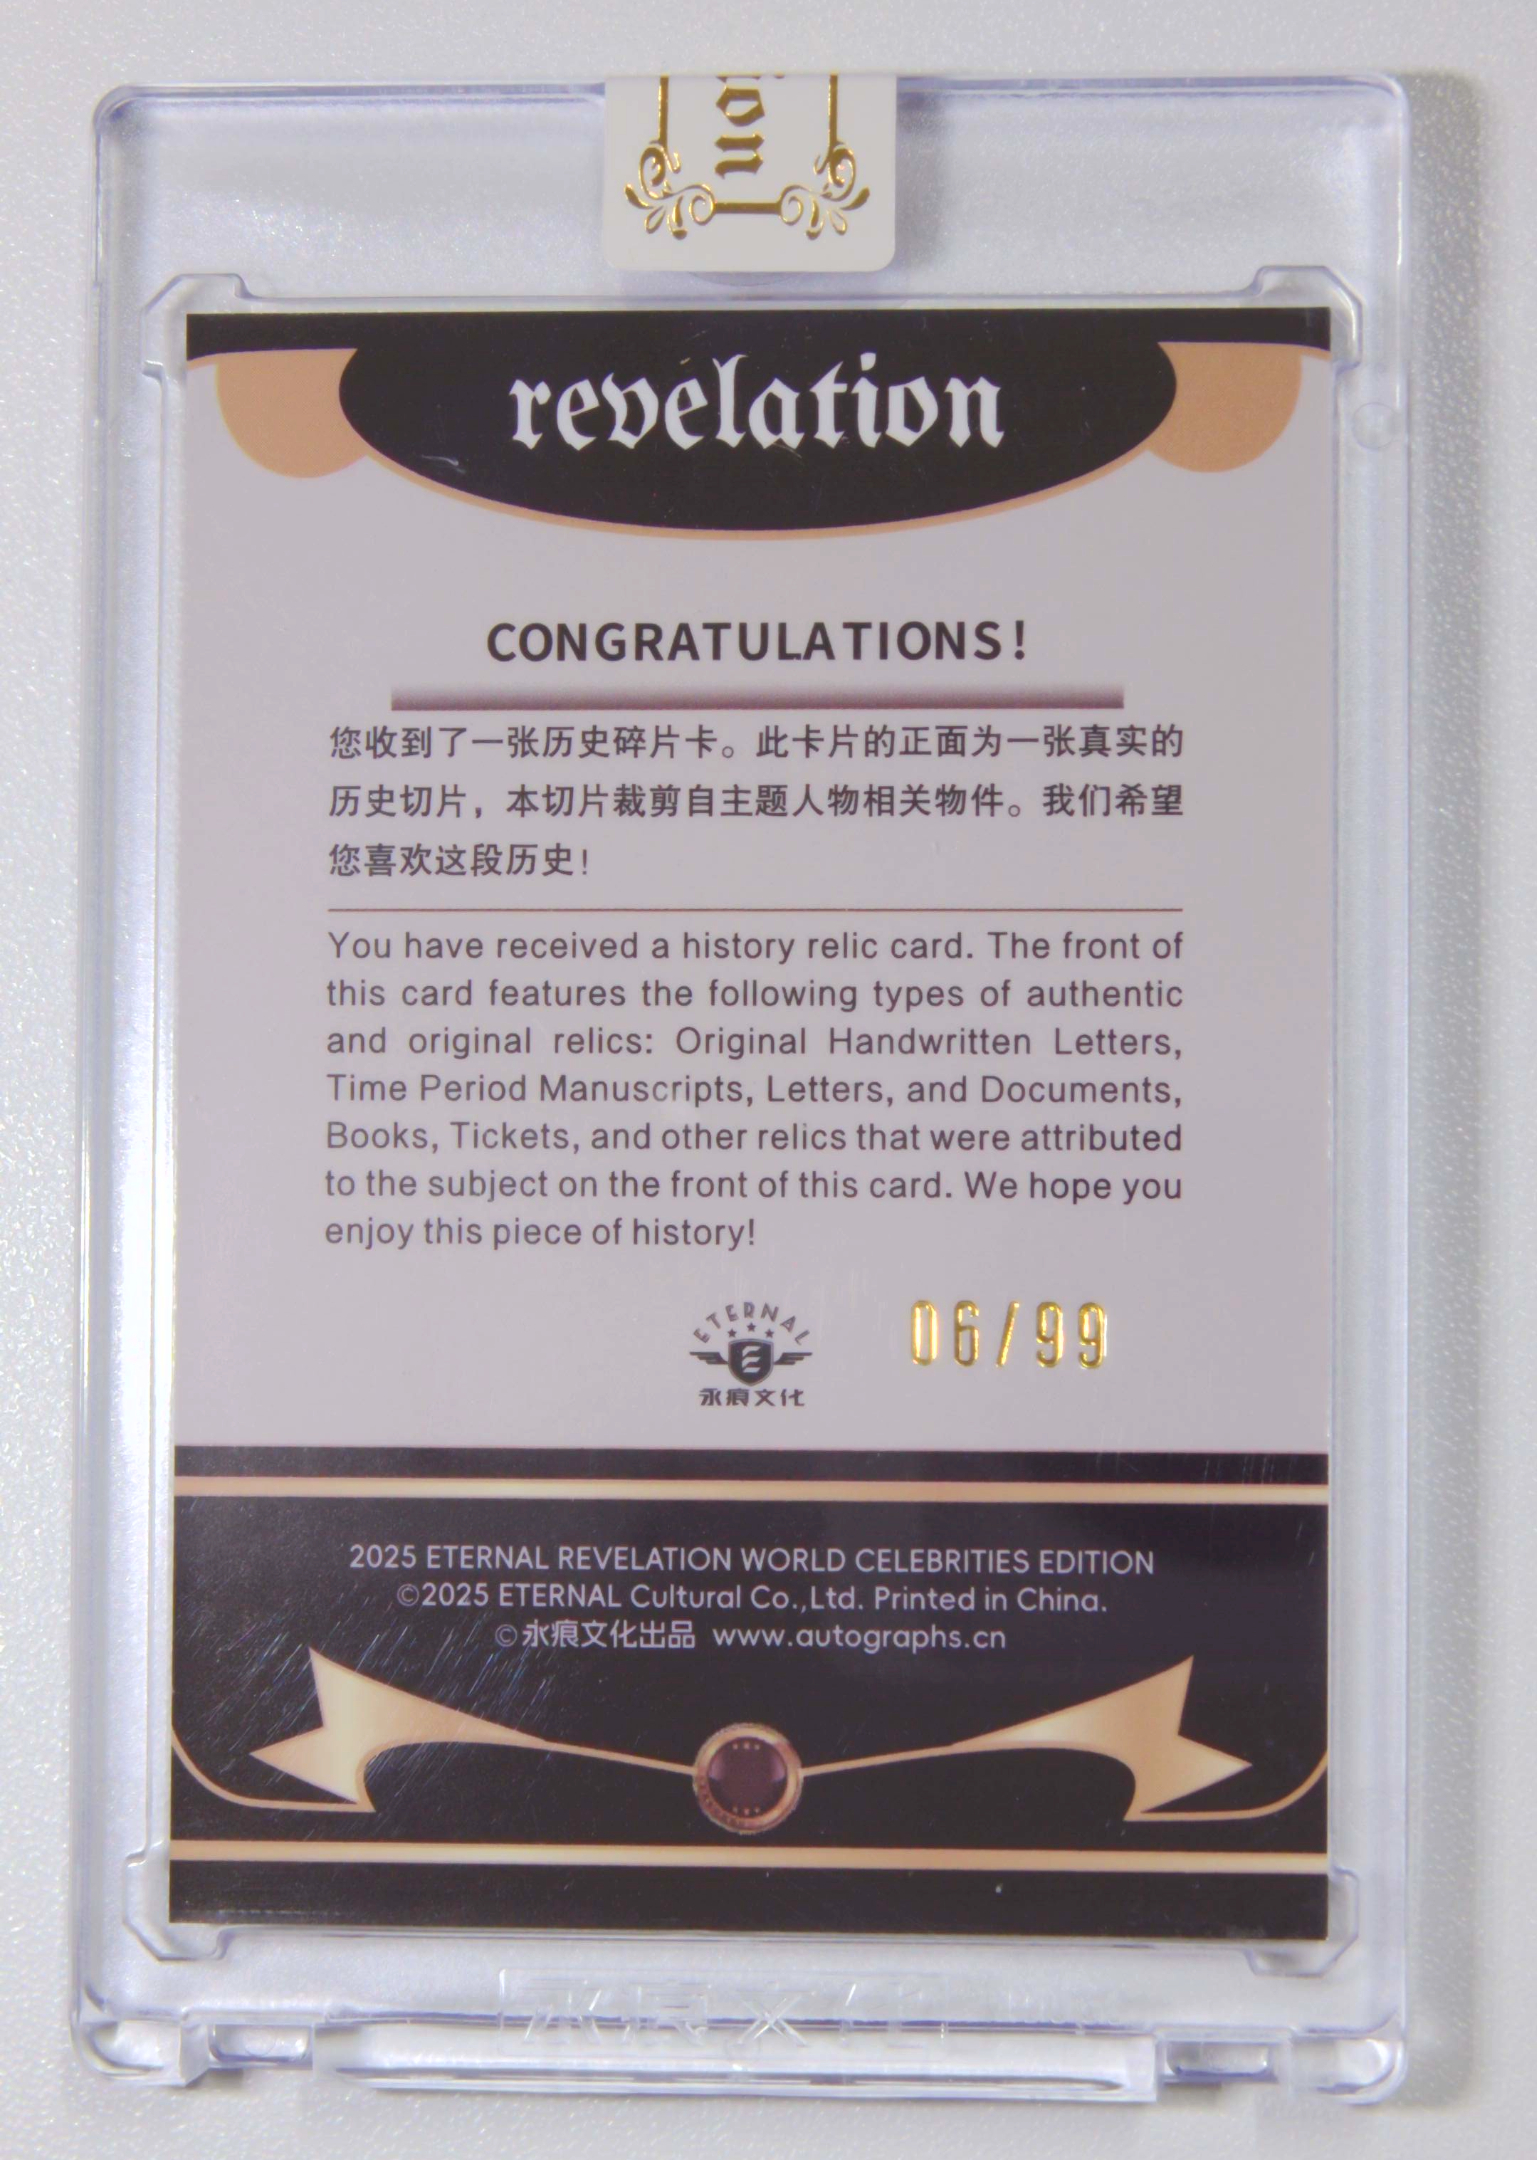 on
revelation
CONGRATULATIONS!
您收到了一张历史碎片卡。此卡片的正面为一张真实的
历史切片，本切片裁剪自主题人物相关物件。我们希望
您喜欢这段历史！
You have received a history relic card. The front of
this card features the following types of authentic
and original relics: Original Handwritten Letters,
Time Period Manuscripts, Letters, and Documents,
Books, Tickets, and other relics that were attributed
to the subject on the front of this card. We hope you
enjoy this piece of history!
ETERNAL
E
永痕文化
06/99
2025 ETERNAL REVELATION WORLD CELEBRITIES EDITION
©2025 ETERNAL Cultural Co.,Ltd. Printed in China.
©永痕文化出品 www.autographs.cn
永痕文化